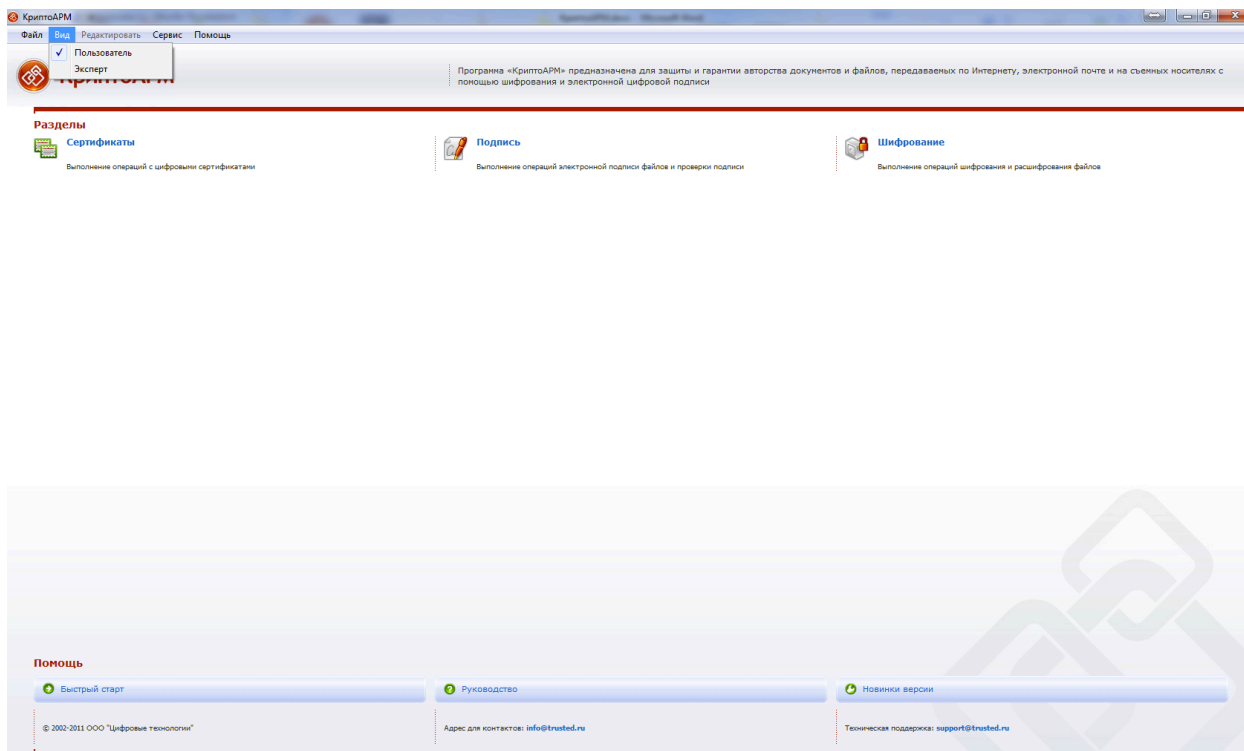 КриптоАРМ
Файл Вид Редактировать Сервис Помощь
Пользователь
Эксперт
Программа «КриптоАРМ» предназначена для защиты и гарантии авторства документов и файлов, передаваемых по Интернету, электронной почте и на съемных носителях с
помощью шифрования и электронной цифровой подписи
Разделы
Сертификаты
Выполнение операций с цифровыми сертификатами
Подпись
Выполнение операций электронной подписи файлов и проверки подписи
Шифрование
Выполнение операций шифрования и расшифрования файлов
Помощь
Быстрый старт
Руководство
Новинки версии
© 2002-2011 ООО "Цифровые технологии"
Адрес для контактов: info@trusted.ru
Техническая поддержка: support@trusted.ru